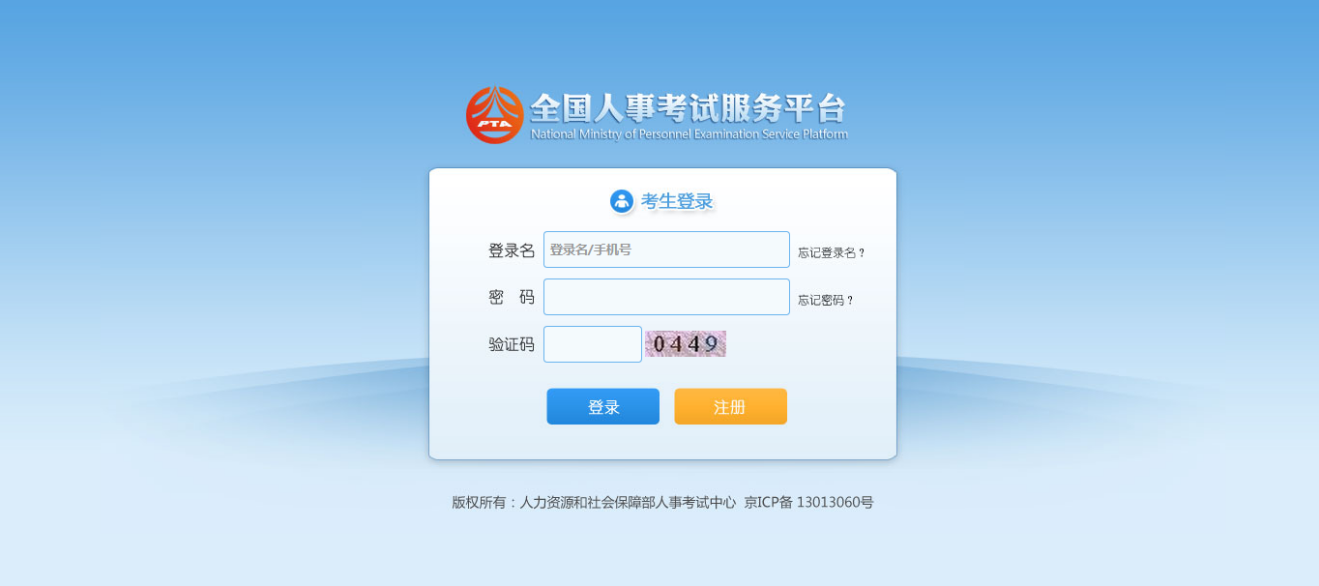 PTA
全国人事考试服务平台
National Ministry of Personnel Examination Service Platform
考生登录
登录名 登录名/手机号 忘记登录名？
密 码 忘记密码？
验证码 0449
登录 注册
版权所有：人力资源和社会保障部人事考试中心 京ICP备 13013060号